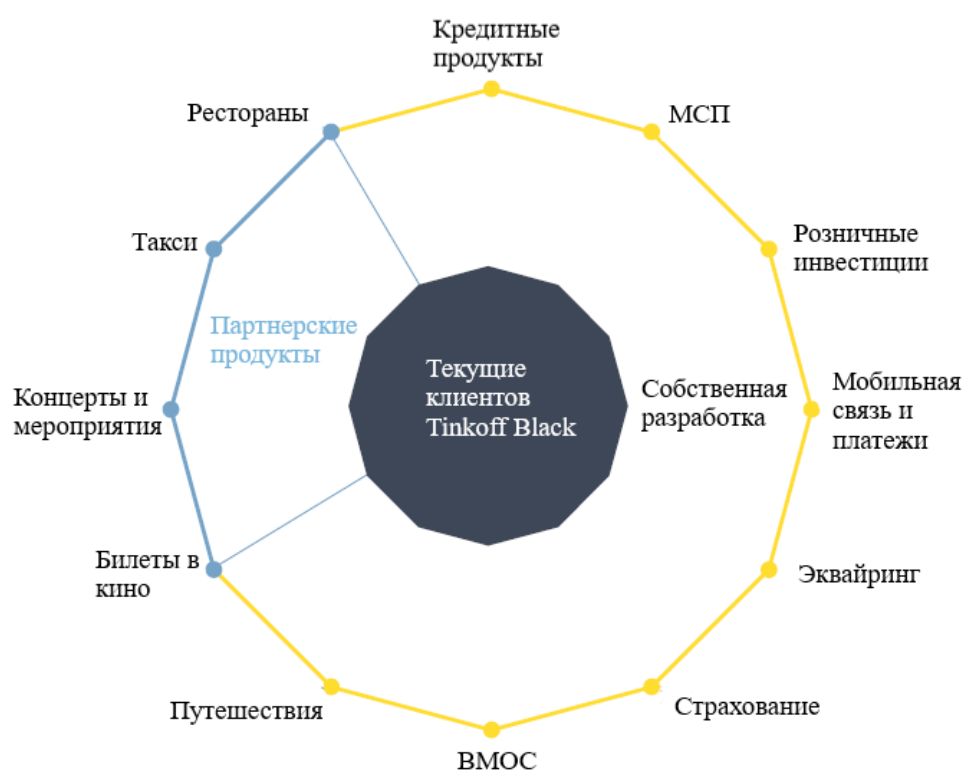 Кредитные
продукты
Рестораны
МСП
Такси
Розничные
инвестиции
Партнерские
продукты
Текущие
клиентов
Tinkoff Black
Собственная
разработка
Мобильная
связь и
платежи
Концерты и
мероприятия
Билеты в
кино
Эквайринг
Путешествия
Страхование
ВМОС